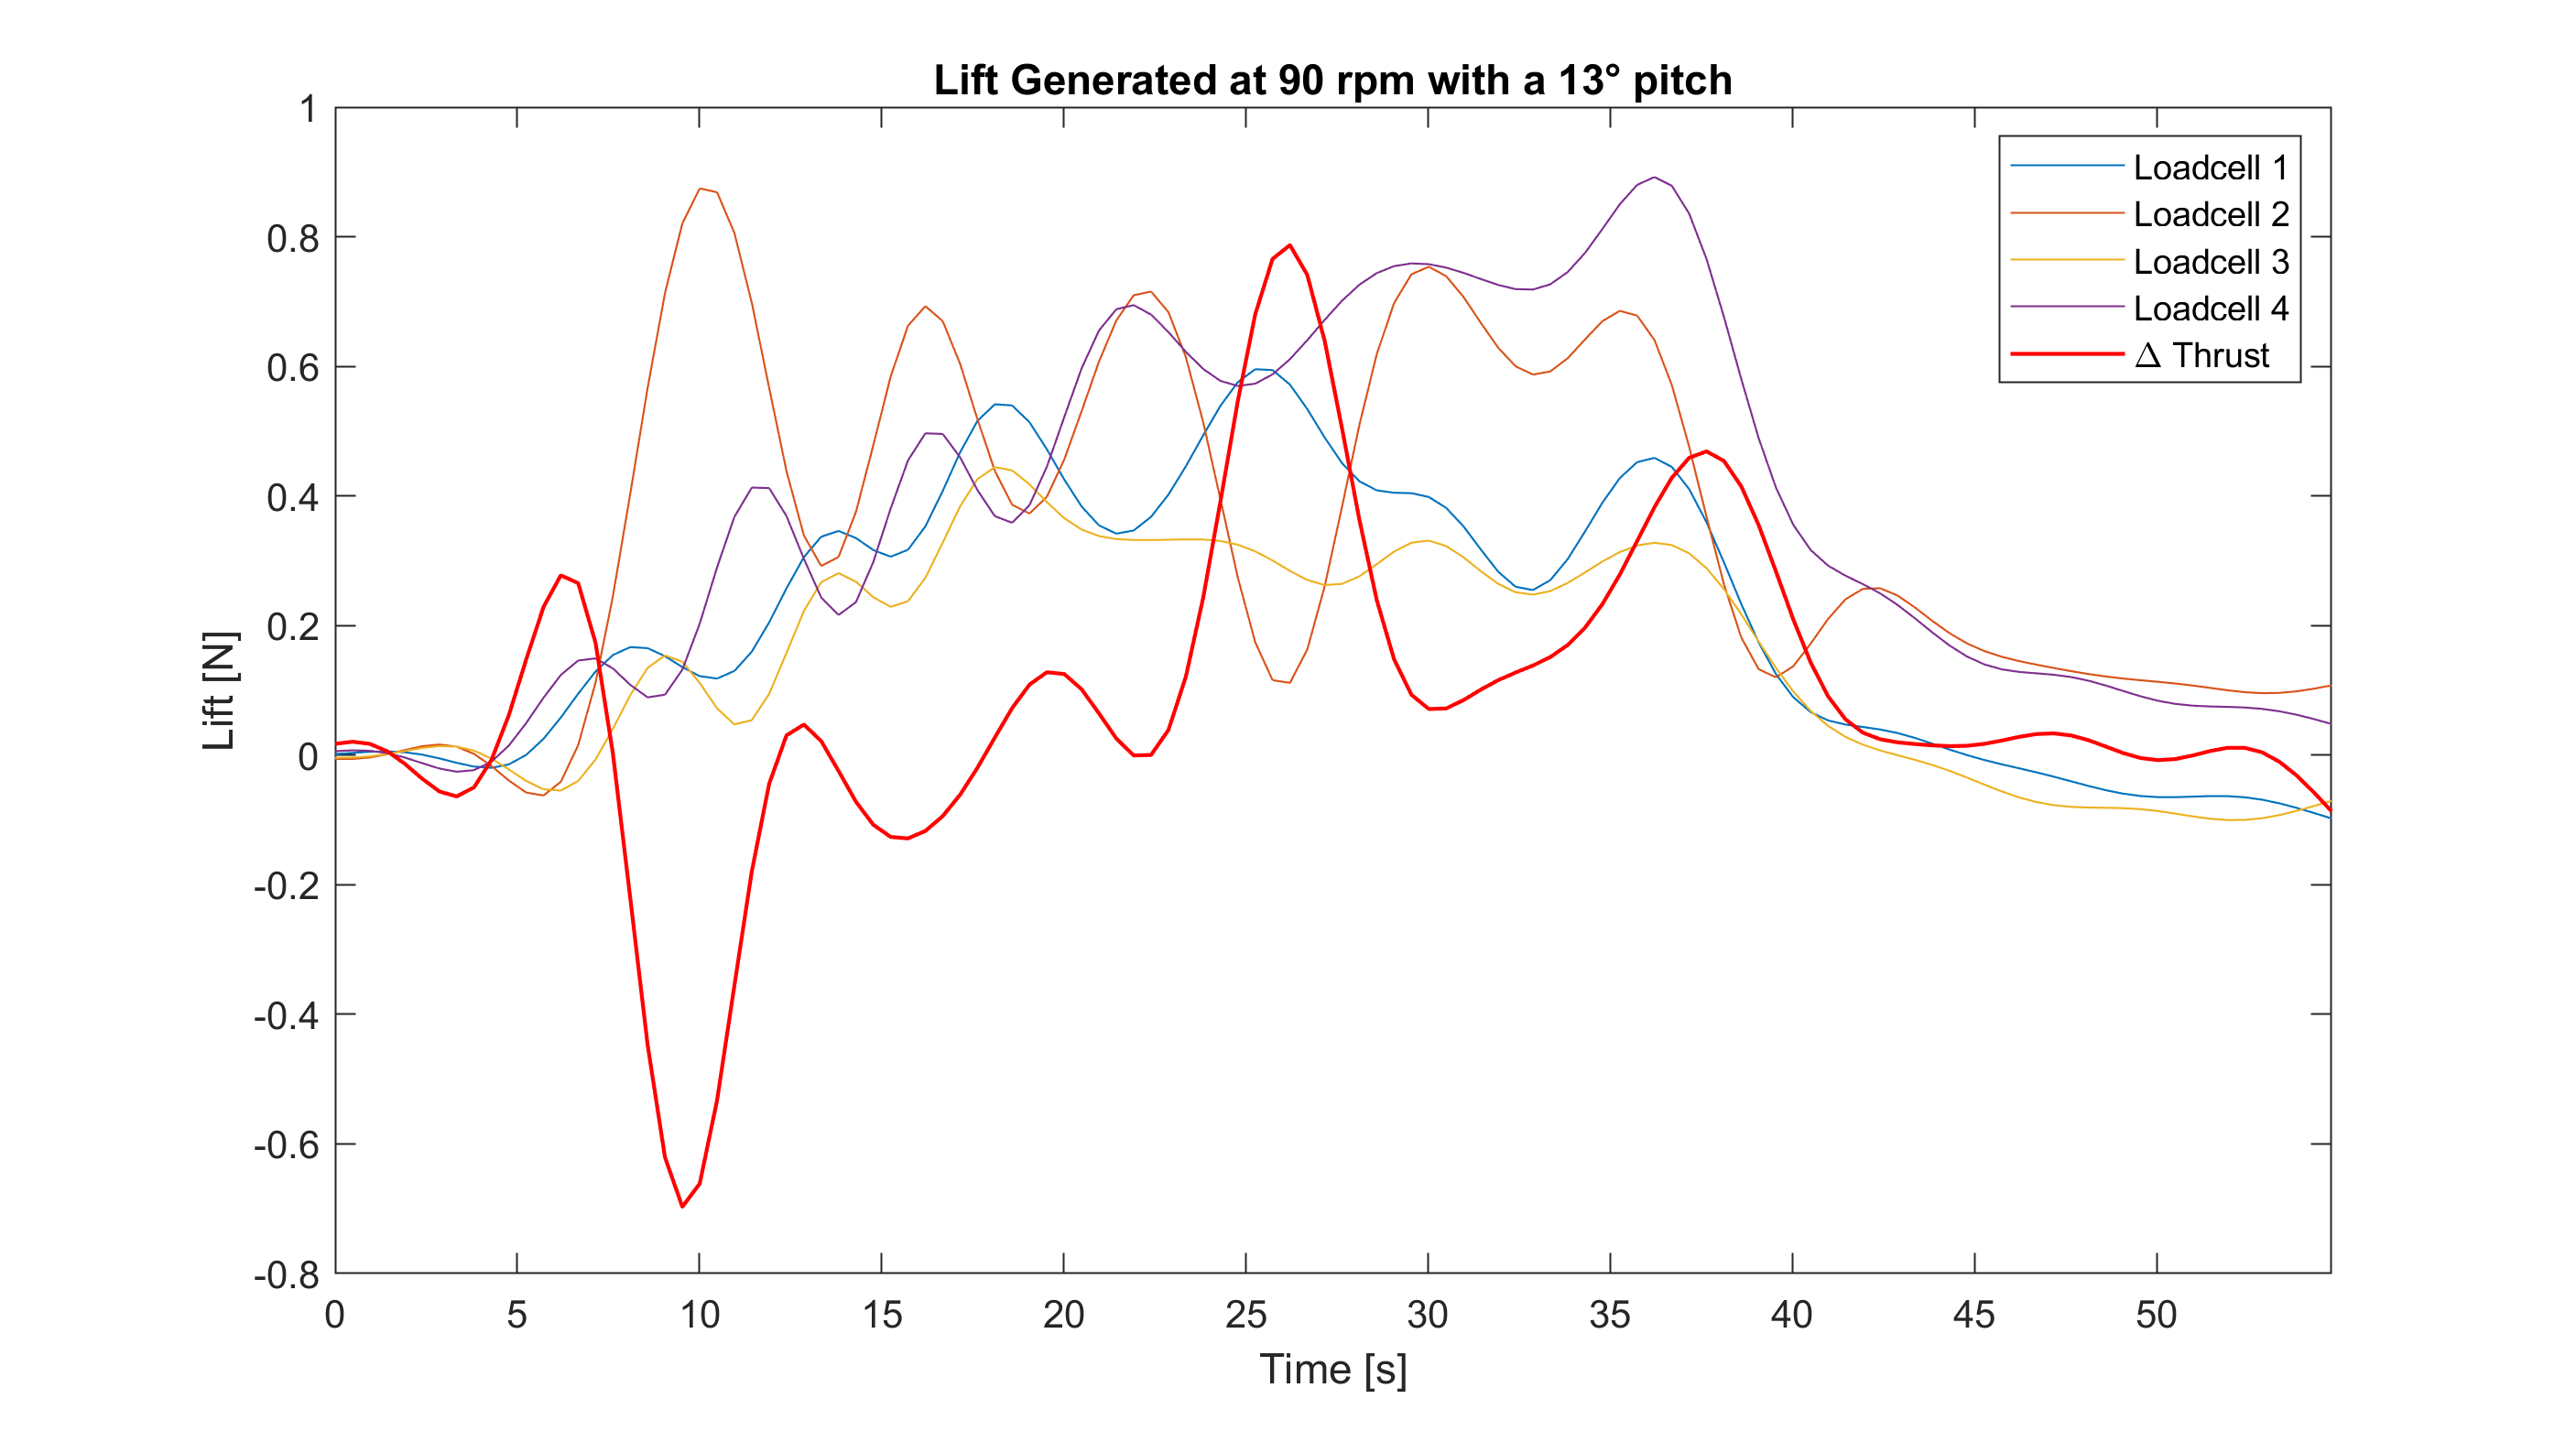 Lift Generated at 90 rpm with a 13° pitch
1
0.8
0.6
0.4
0.2
0
-0.2
-0.4
-0.6
-0.8
Lift [N]
0 5 10 15 20 25 30 35 40 45 50
Time [s]
Loadcell 1
Loadcell 2
Loadcell 3
Loadcell 4
Δ Thrust